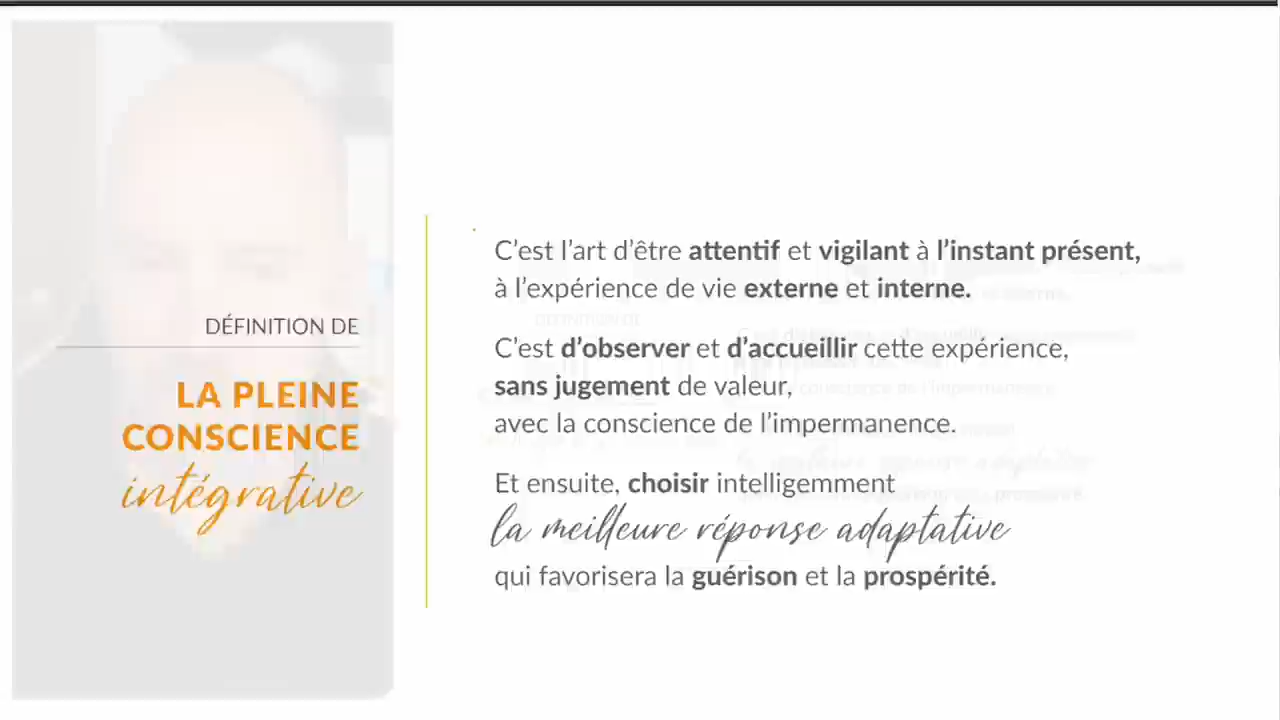 DÉFINITION DE
LA PLEINE
CONSCIENCE
intégrative
C'est l'art d'être attentif et vigilant à l'instant présent,
à l'expérience de vie externe et interne.
C'est d'observer et d'accueillir cette expérience,
sans jugement de valeur,
avec la conscience de l'impermanence.
Et ensuite, choisir intelligemment
la meilleure réponse adaptative
qui favorisera la guérison et la prospérité.